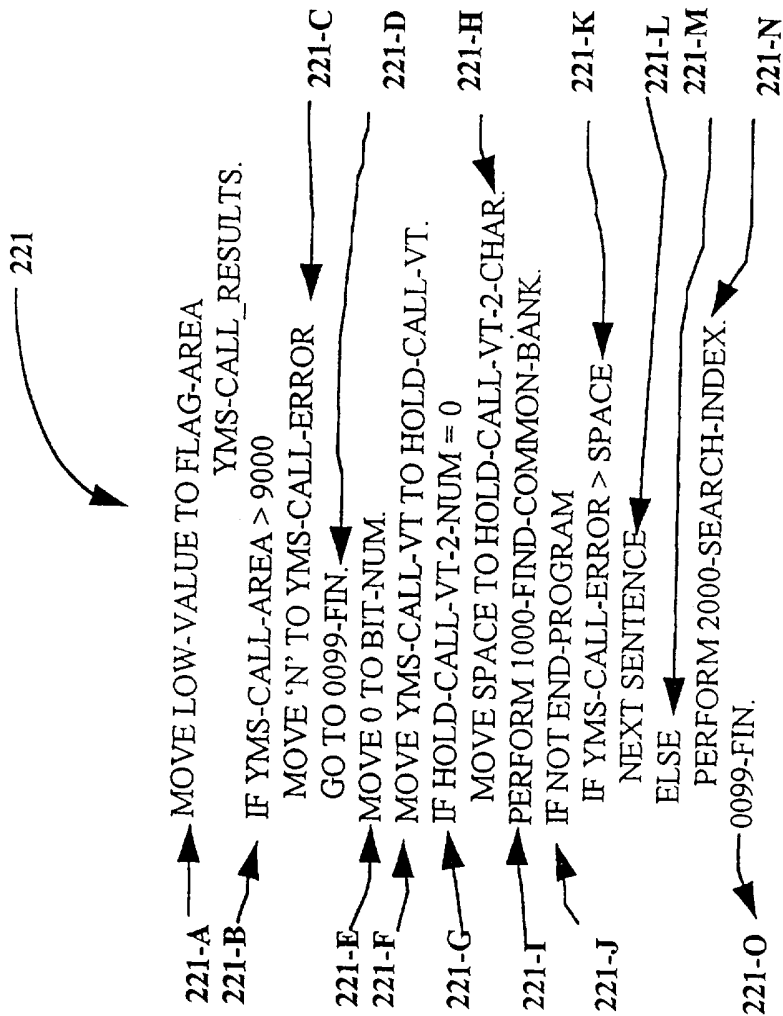 221
221-A MOVE LOW-VALUE TO FLAG-AREA
YMS-CALL_RESULTS.
221-B IF YMS-CALL-AREA > 9000
MOVE ‘N’ TO YMS-CALL-ERROR 221-C
GO TO 0099-FIN. 221-D
221-E MOVE 0 TO BIT-NUM.
221-F MOVE YMS-CALL-VT TO HOLD-CALL-VT.
221-G IF HOLD-CALL-VT-2-NUM = 0
MOVE SPACE TO HOLD-CALL-VT-2-CHAR. 221-H
221-I PERFORM 1000-FIND-COMMON-BANK.
221-J IF NOT END-PROGRAM
IF YMS-CALL-ERROR > SPACE 221-K
NEXT SENTENCE 221-L
ELSE 221-M
PERFORM 2000-SEARCH-INDEX. 221-N
221-O 0099-FIN.